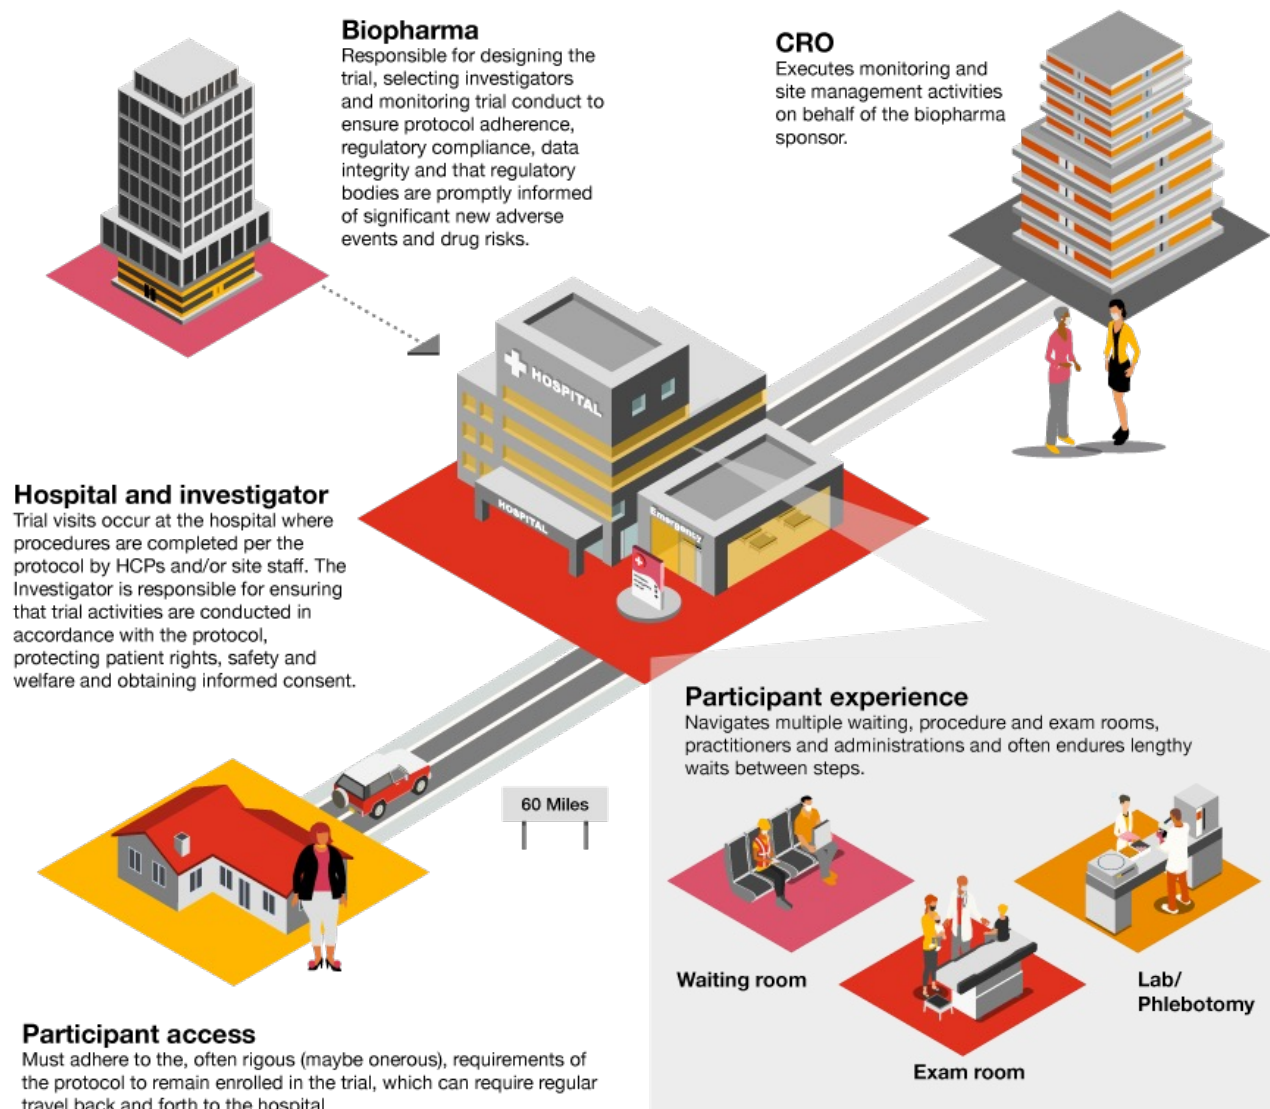 Biopharma
Responsible for designing the
trial, selecting investigators
and monitoring trial conduct to
ensure protocol adherence,
regulatory compliance, data
integrity and that regulatory
bodies are promptly informed
of significant new adverse
events and drug risks.
CRO
Executes monitoring and
site management activities
on behalf of the biopharma
sponsor.
HOSPITAL
HOSPITAL
Emergency
Hospital and investigator
Trial visits occur at the hospital where
procedures are completed per the
protocol by HCPs and/or site staff. The
Investigator is responsible for ensuring
that trial activities are conducted in
accordance with the protocol,
protecting patient rights, safety and
welfare and obtaining informed consent.
60 Miles
Participant experience
Navigates multiple waiting, procedure and exam rooms,
practitioners and administrations and often endures lengthy
waits between steps.
Waiting room
Exam room
Lab/
Phlebotomy
Participant access
Must adhere to the, often rigous (maybe onerous), requirements of
the protocol to remain enrolled in the trial, which can require regular
travel back and forth to the hospital